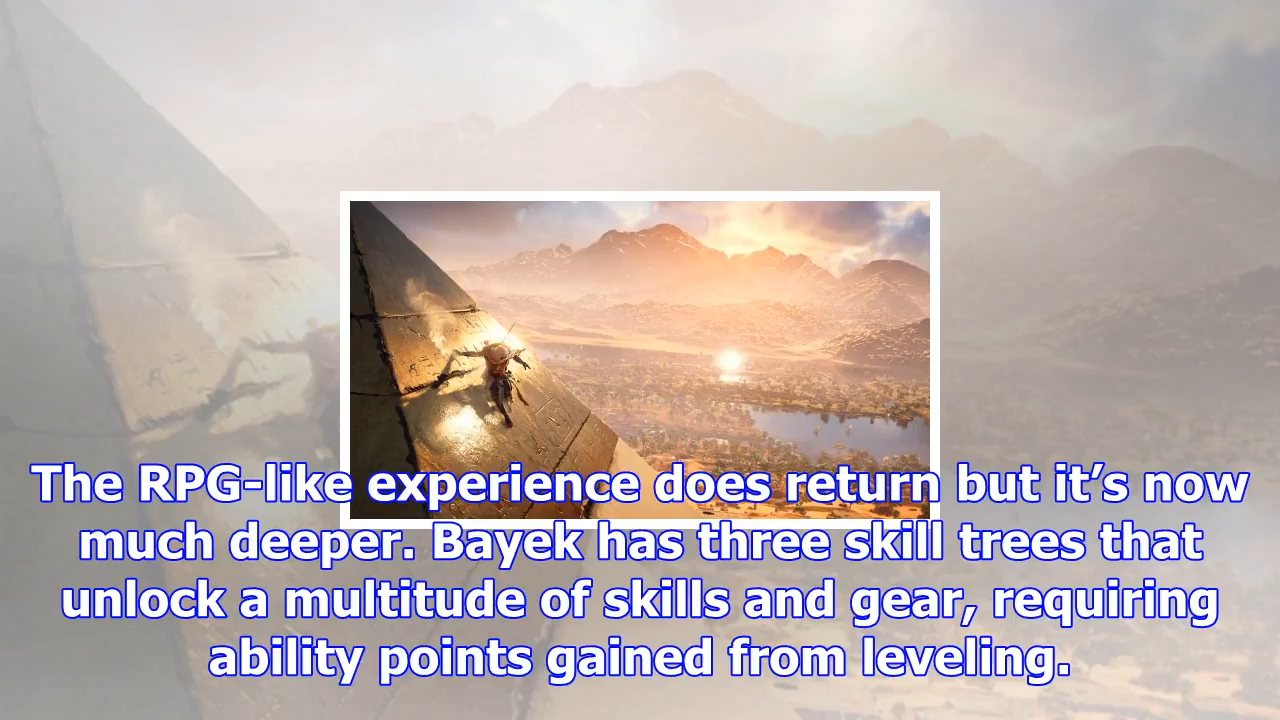 The RPG-like experience does return but it’s now
much deeper. Bayek has three skill trees that
unlock a multitude of skills and gear, requiring
ability points gained from leveling.